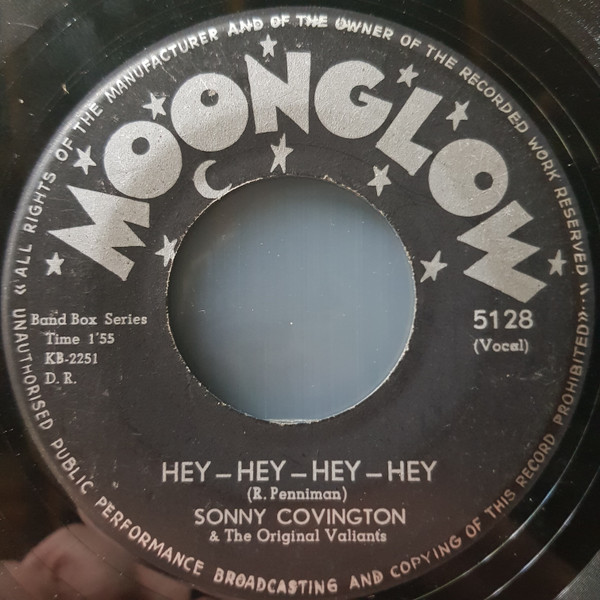 «ALL RIGHTS OF THE MANUFACTURER AND OF THE OWNER OF THE RECORDED WORK RESERVED«
MOONGLOW
Band Box Series
Time 1'55
KB-2251
D. R.
5128
(Vocal)
HEY – HEY – HEY – HEY
(R. Penniman)
SONNY COVINGTON
& The Original Valiants
UNAUTHORISED PUBLIC PERFORMANCE BROADCASTING AND COPYING OF THIS RECORD PROHIBITED»